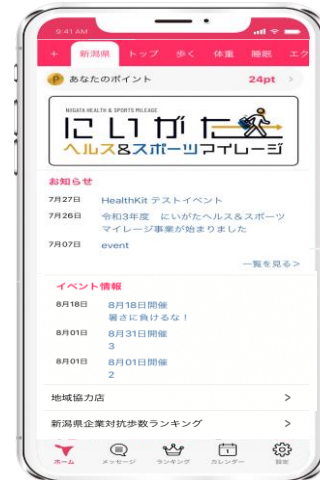 9:41 AM
+ 新潟県 トップ 歩く 体重 睡眠 エク
P あなたのポイント 24pt >
NIIGATA HEALTH & SPORTS MILEAGE
にいがた
ヘルス&スポーツマイレージ
お知らせ
7月27日 HealthKit テストイベント
7月26日 令和3年度 にいがたヘルス&スポーツ
マイレージ事業が始まりました
7月07日 event
一覧を見る>
イベント情報
8月18日 8月18日開催
暑さに負けるな!
8月01日 8月31日開催
3
8月01日 8月01日開催
2
地域協力店 >
新潟県企業対抗歩数ランキング >
ホーム メッセージ ランキング カレンダー 設定